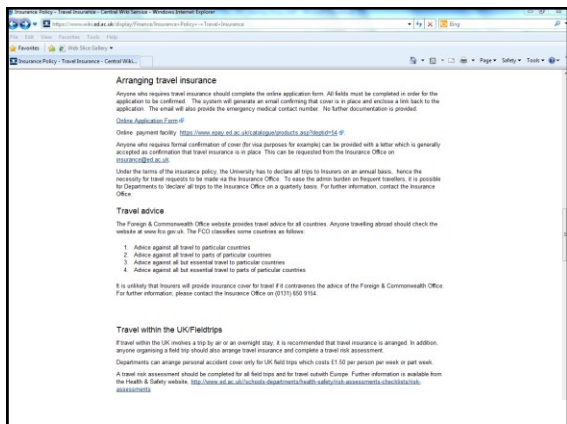 Insurance Policy - Travel Insurance - Central Wiki Service - Windows Internet Explorer
https://www.wiki.ed.ac.uk/display/Finance/Insurance+Policy+-+Travel+Insurance
Bing
File Edit View Favorites Tools Help
Favorites Web Slice Gallery
Insurance Policy - Travel Insurance - Central Wiki...
Page Safety Tools
Arranging travel insurance
Anyone who requires travel insurance should complete the online application form. All fields must be completed in order for the
application to be confirmed. The system will generate an email confirming that cover is in place and enclose a link back to the
application. The email will also provide the emergency medical contact number. No further documentation is provided.
Online Application Form
Online payment facility https://www.epay.ed.ac.uk/catalogue/products.asp?deptid=54
Anyone who requires formal confirmation of cover (for visa purposes for example) can be provided with a letter which is generally
accepted as confirmation that travel insurance is in place. This can be requested from the Insurance Office on
insurance@ed.ac.uk.
Under the terms of the insurance policy, the University has to declare all trips to Insurers on an annual basis, hence the
necessity for travel requests to be made via the Insurance Office. To ease the admin burden on frequent travellers, it is possible
for Departments to 'declare' all trips to the Insurance Office on a quarterly basis. For further information, contact the Insurance
Office.
Travel advice
The Foreign & Commonwealth Office website provides travel advice for all countries. Anyone travelling abroad should check the
website at www.fco.gov.uk. The FCO classifies some countries as follows:
1. Advice against all travel to particular countries
2. Advice against all travel to parts of particular countries
3. Advice against all but essential travel to particular countries
4. Advice against all but essential travel to parts of particular countries
It is unlikely that Insurers will provide insurance cover for travel if it contravenes the advice of the Foreign & Commonwealth Office.
For further information, please contact the Insurance Office on (0131) 650 9154.
Travel within the UK/Fieldtrips
If travel within the UK involves a trip by air or an overnight stay, it is recommended that travel insurance is arranged. In addition,
anyone organising a field trip should also arrange travel insurance and complete a travel risk assessment.
Departments can arrange personal accident cover only for UK field trips which costs £1.50 per person per week or part week.
A travel risk assessment should be completed for all field trips and for travel outwith Europe. Further information is available from
the Health & Safety website, http://www.ed.ac.uk/schools-departments/health-safety/risk-assessments-checklists/risk-
assessments